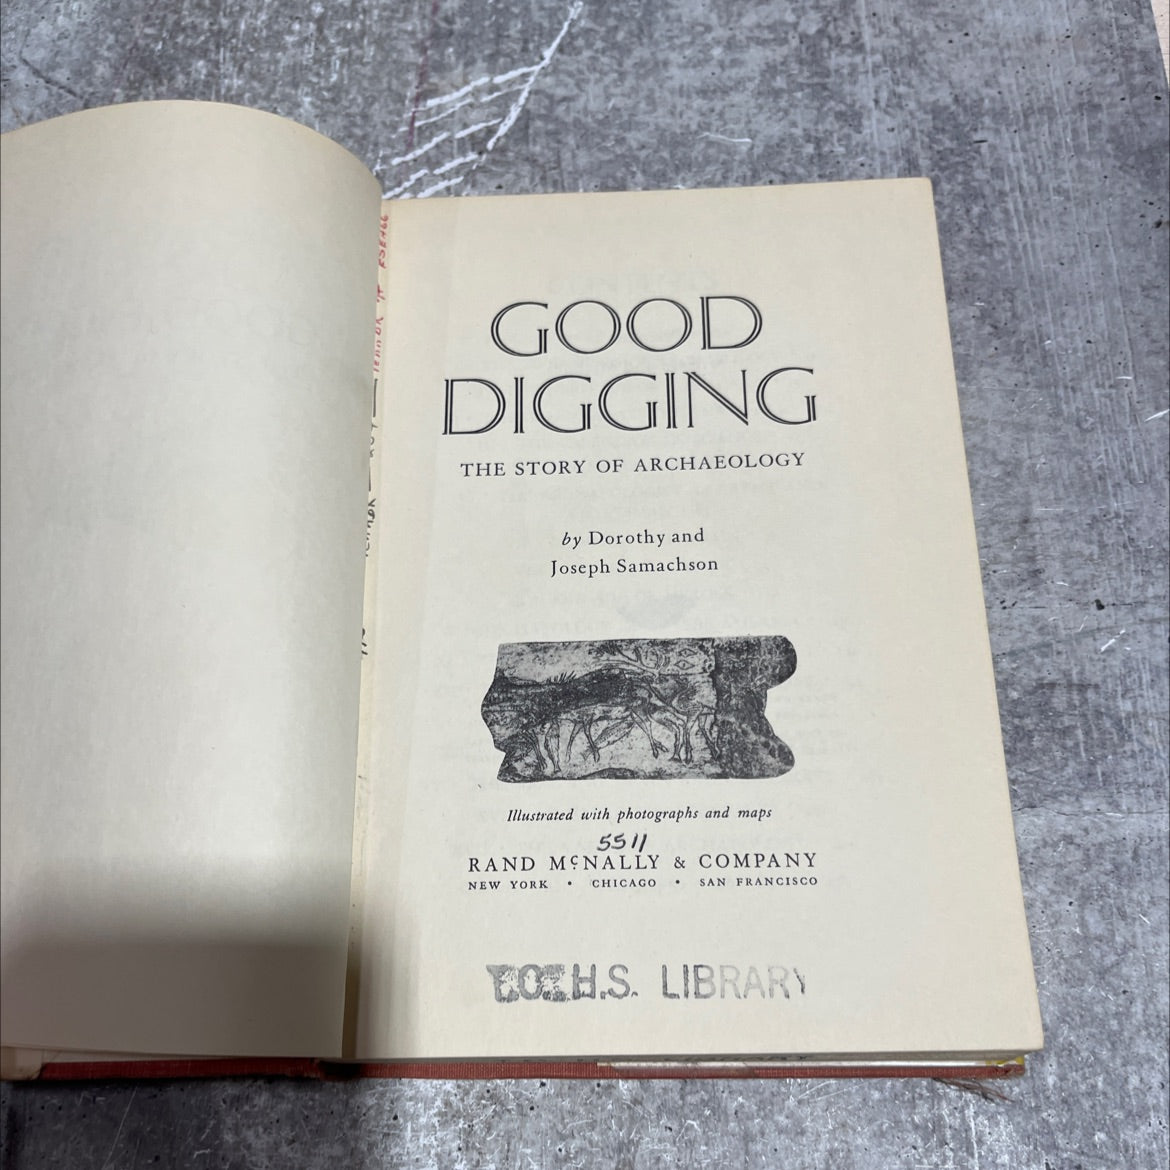 GOOD
DIGGING
THE STORY OF ARCHAEOLOGY
by Dorothy and
Joseph Samachson
Illustrated with photographs and maps
5511
RAND McNALLY & COMPANY
NEW YORK • CHICAGO • SAN FRANCISCO
H.S. LIBRARY